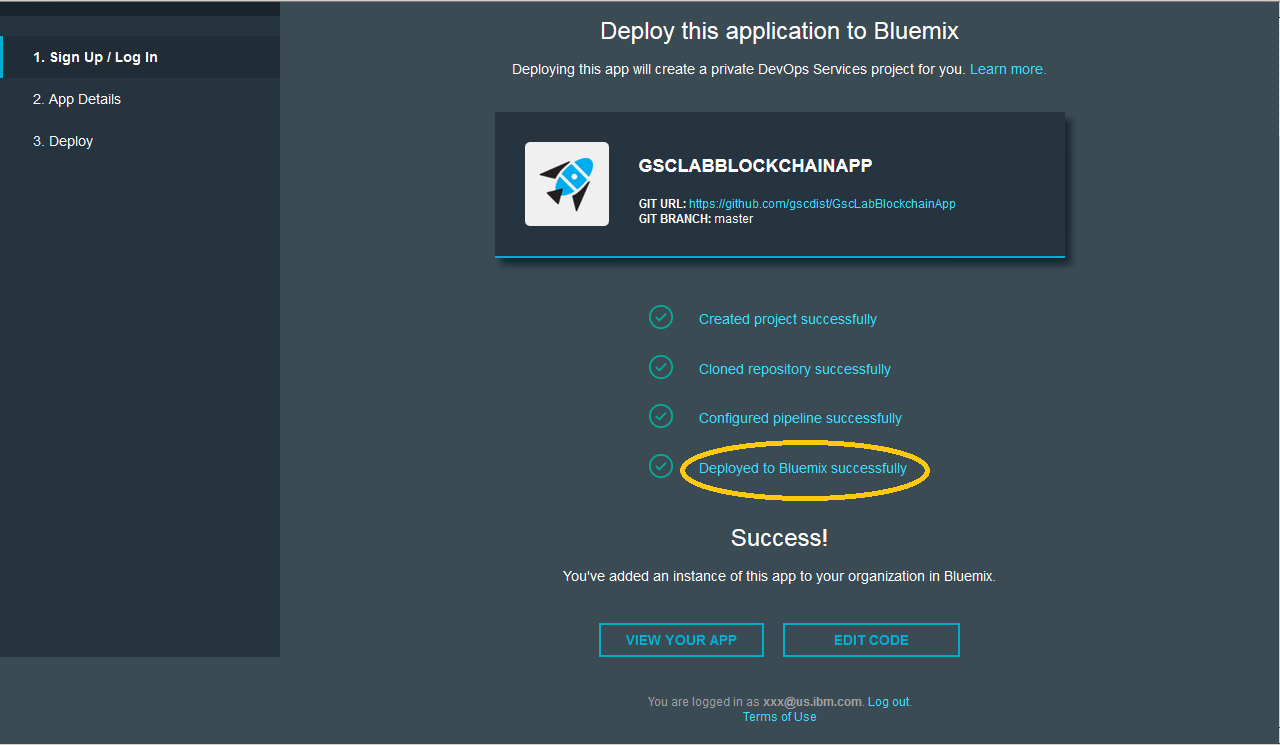 1. Sign Up / Log In
2. App Details
3. Deploy
Deploy this application to Bluemix
Deploying this app will create a private DevOps Services project for you. Learn more.
GSCLABBLOCKCHAINAPP
GIT URL: https://github.com/gscdist/GscLabBlockchainApp
GIT BRANCH: master
Created project successfully
Cloned repository successfully
Configured pipeline successfully
Deployed to Bluemix successfully
Success!
You've added an instance of this app to your organization in Bluemix.
VIEW YOUR APP
EDIT CODE
You are logged in as xxx@us.ibm.com. Log out.
Terms of Use